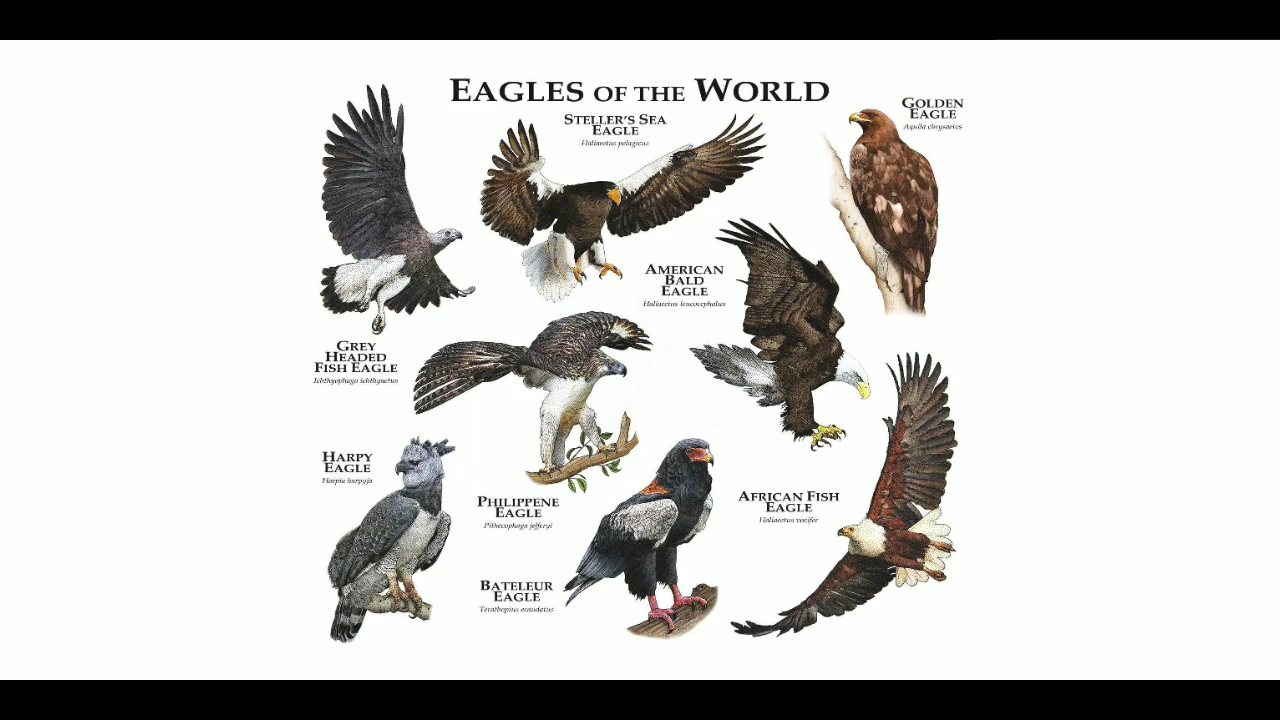 EAGLES OF THE WORLD
STELLER'S SEA
EAGLE
Haliaeetus pelagicus
GOLDEN
EAGLE
Aquila chrysaetos
AMERICAN
BALD
EAGLE
Haliaeetus leucocephalus
GREY
HEADED
FISH EAGLE
Ichthyophaga ichthyaetus
HARPY
EAGLE
Harpia harpyja
PHILIPPENE
EAGLE
Pithecophaga jefferyi
AFRICAN FISH
EAGLE
Haliaeetus vocifer
BATELEUR
EAGLE
Terathopius ecaudatus